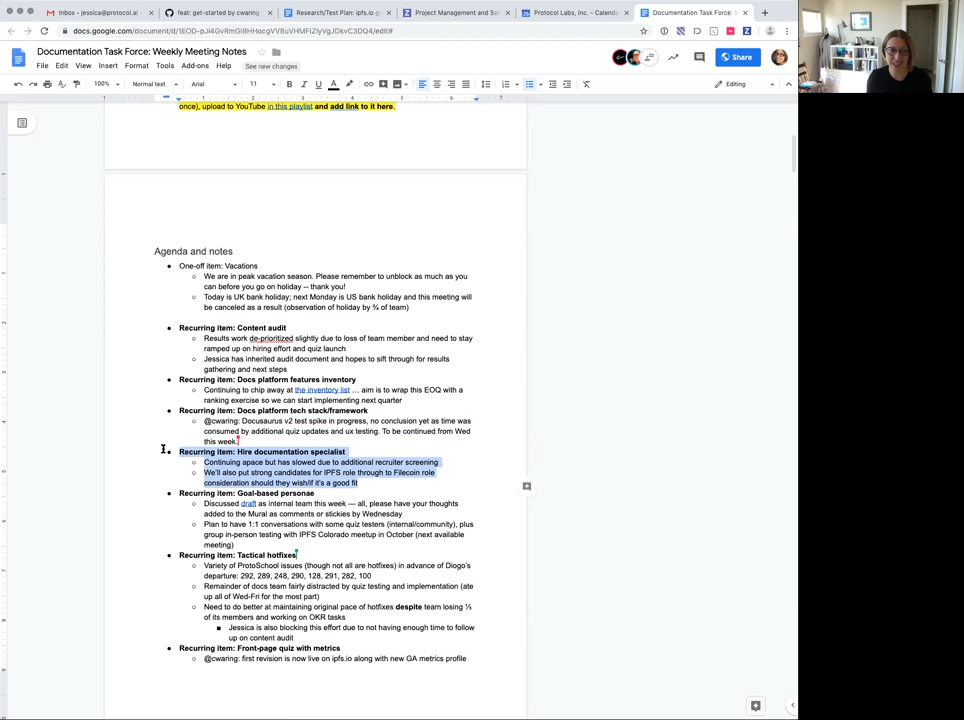 Inbox - jessica@protocol.ai
feat: get-started by cwaring
Research/Test Plan: ipfs.io g
Project Management and Sof
Protocol Labs, Inc. - Calenda
Documentation Task Force: W
docs.google.com/document/d/1EOD-pJi4GvRmGi9HHocgVV8uVHMFIZlyVgJDkvC3DQ4/edit#
Documentation Task Force: Weekly Meeting Notes
File Edit View Insert Format Tools Add-ons Help See new changes
Share
100% Normal text Arial 11 B I U A Editing
1 1 2 3 4 5 6 7
once), upload to YouTube in this playlist and add link to it here.
Agenda and notes
● One-off item: Vacations
○ We are in peak vacation season. Please remember to unblock as much as you
can before you go on holiday -- thank you!
○ Today is UK bank holiday; next Monday is US bank holiday and this meeting
will be canceled as a result (observation of holiday by ¾ of team)
● Recurring item: Content audit
○ Results work de-prioritized slightly due to loss of team member and need to stay
ramped up on hiring effort and quiz launch
○ Jessica has inherited audit document and hopes to sift through for results
gathering and next steps
● Recurring item: Docs platform features inventory
○ Continuing to chip away at the inventory list … aim is to wrap this EOQ with a
ranking exercise so we can start implementing next quarter
● Recurring item: Docs platform tech stack/framework
○ @cwaring: Docusaurus v2 test spike in progress, no conclusion yet as time was
consumed by additional quiz updates and ux testing. To be continued from Wed
this week.
● Recurring item: Hire documentation specialist
○ Continuing apace but has slowed due to additional recruiter screening
○ We'll also put strong candidates for IPFS role through to Filecoin role
consideration should they wish/if it's a good fit
● Recurring item: Goal-based personae
○ Discussed draft as internal team this week — all, please have your thoughts
added to the Mural as comments or stickies by Wednesday
○ Plan to have 1:1 conversations with some quiz testers (internal/community), plus
group in-person testing with IPFS Colorado meetup in October (next available
meeting)
● Recurring item: Tactical hotfixes
○ Variety of ProtoSchool issues (though not all are hotfixes) in advance of Diogo's
departure: 292, 289, 248, 290, 128, 291, 282, 100
○ Remainder of docs team fairly distracted by quiz testing and implementation (ate
up all of Wed-Fri for the most part)
○ Need to do better at maintaining original pace of hotfixes despite team losing ⅓
of its members and working on OKR tasks
■ Jessica is also blocking this effort due to not having enough time to follow
up on content audit
● Recurring item: Front-page quiz with metrics
○ @cwaring: first revision is now live on ipfs.io along with new GA metrics profile